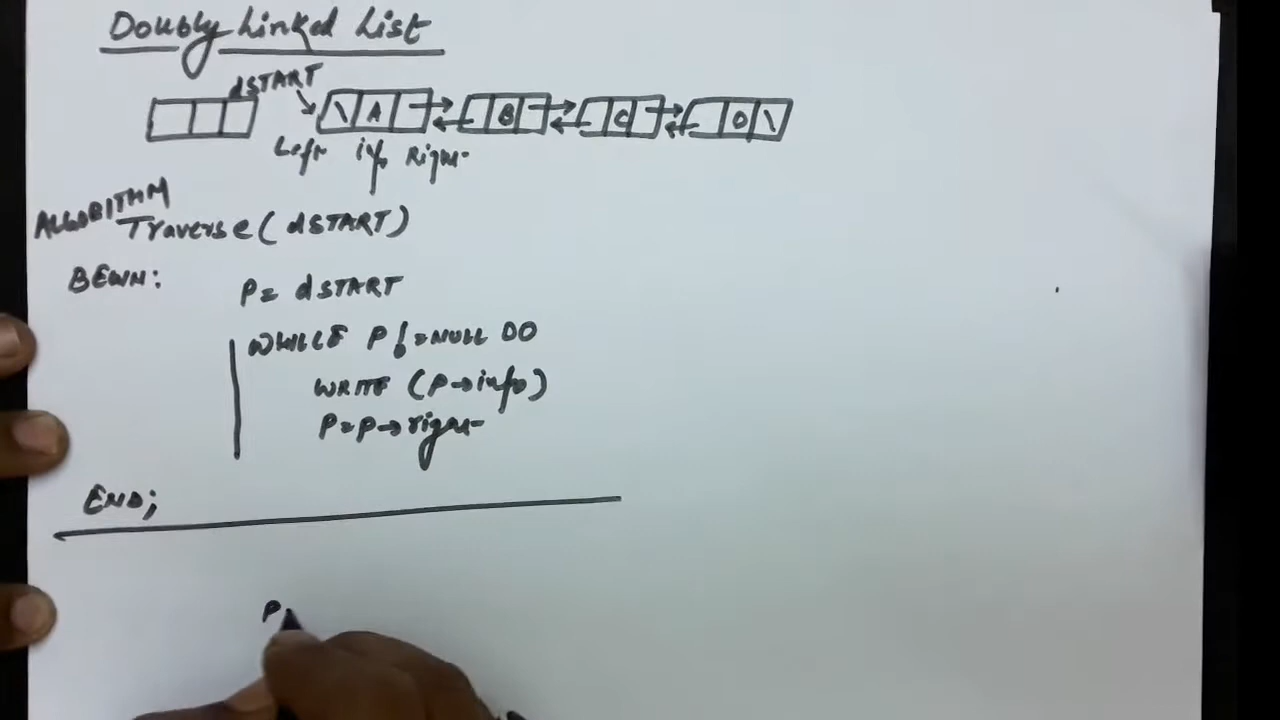 Doubly Linked List
dSTART
\ A B C D \
Left info Right
ALGORITHM
Traverse( dSTART)
BEGIN:
P= dSTART
WHILE P != NULL DO
WRITE (P→info)
P=P→right
END;
P